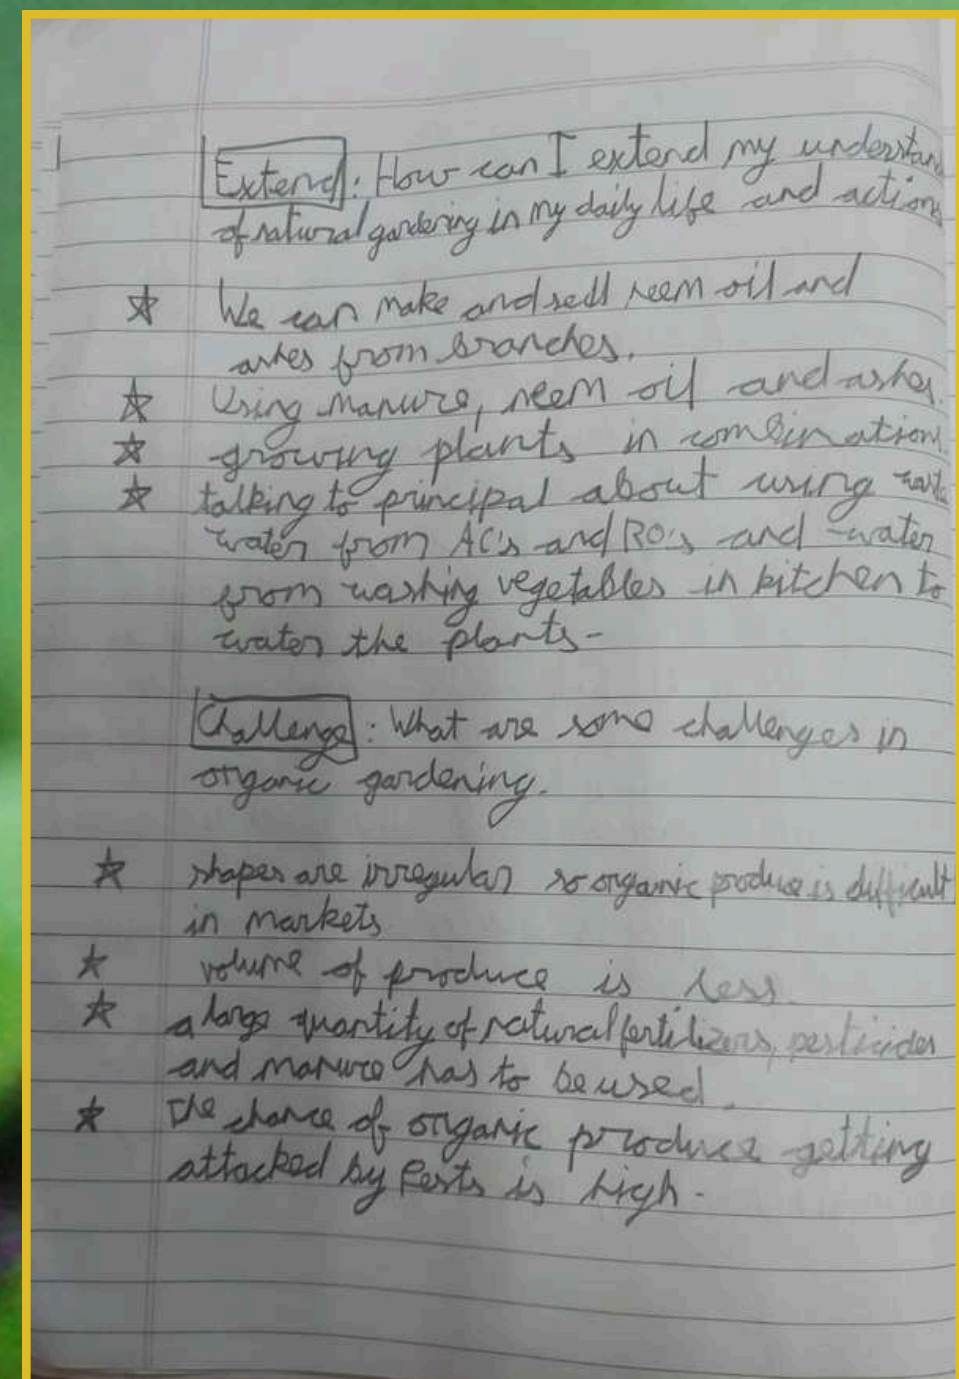 Extend: How can I extend my understan
of natural gardening in my daily life and actions
We can make and sell neem oil and
ashes from branches.
Using manure, neem oil and ashes.
growing plants in combinations
talking to principal about using waste
water from AC's and RO's and water
from washing vegetables in kitchen to
water the plants-
Challenge: What are some challenges in
organic gardening.
shapes are irregular so organic produce is difficult
in markets
volume of produce is less.
a large quantity of natural fertilizers, pesticides
and manure has to be used.
The chance of organic produce getting
attacked by Pests is high.